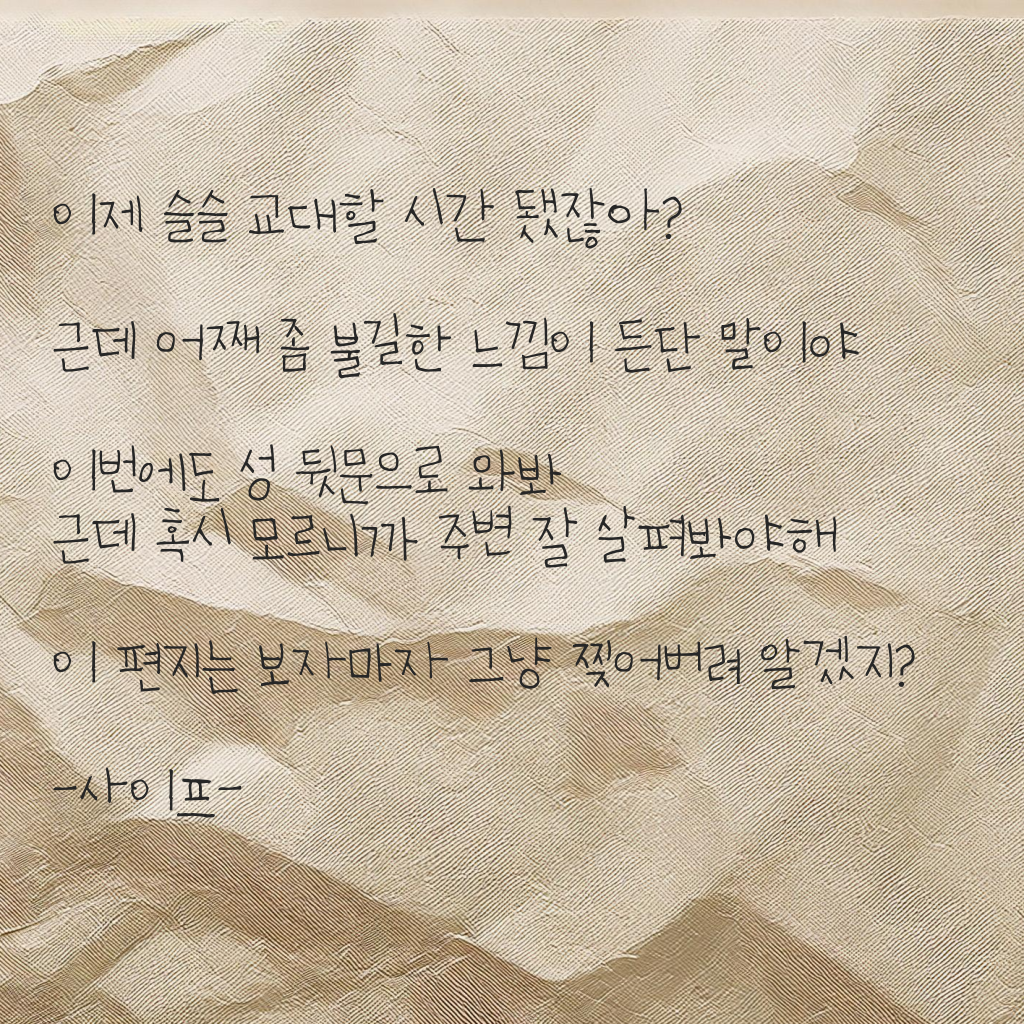 이제 슬슬 교대할 시간 됐잖아?
근데 어째 좀 불길한 느낌이 든단 말이야
이번에도 성 뒷문으로 와봐
근데 혹시 모르니까 주변 잘 살펴봐야해
이 편지는 보자마자 그냥 찢어버려 알겠지?
-사이프-